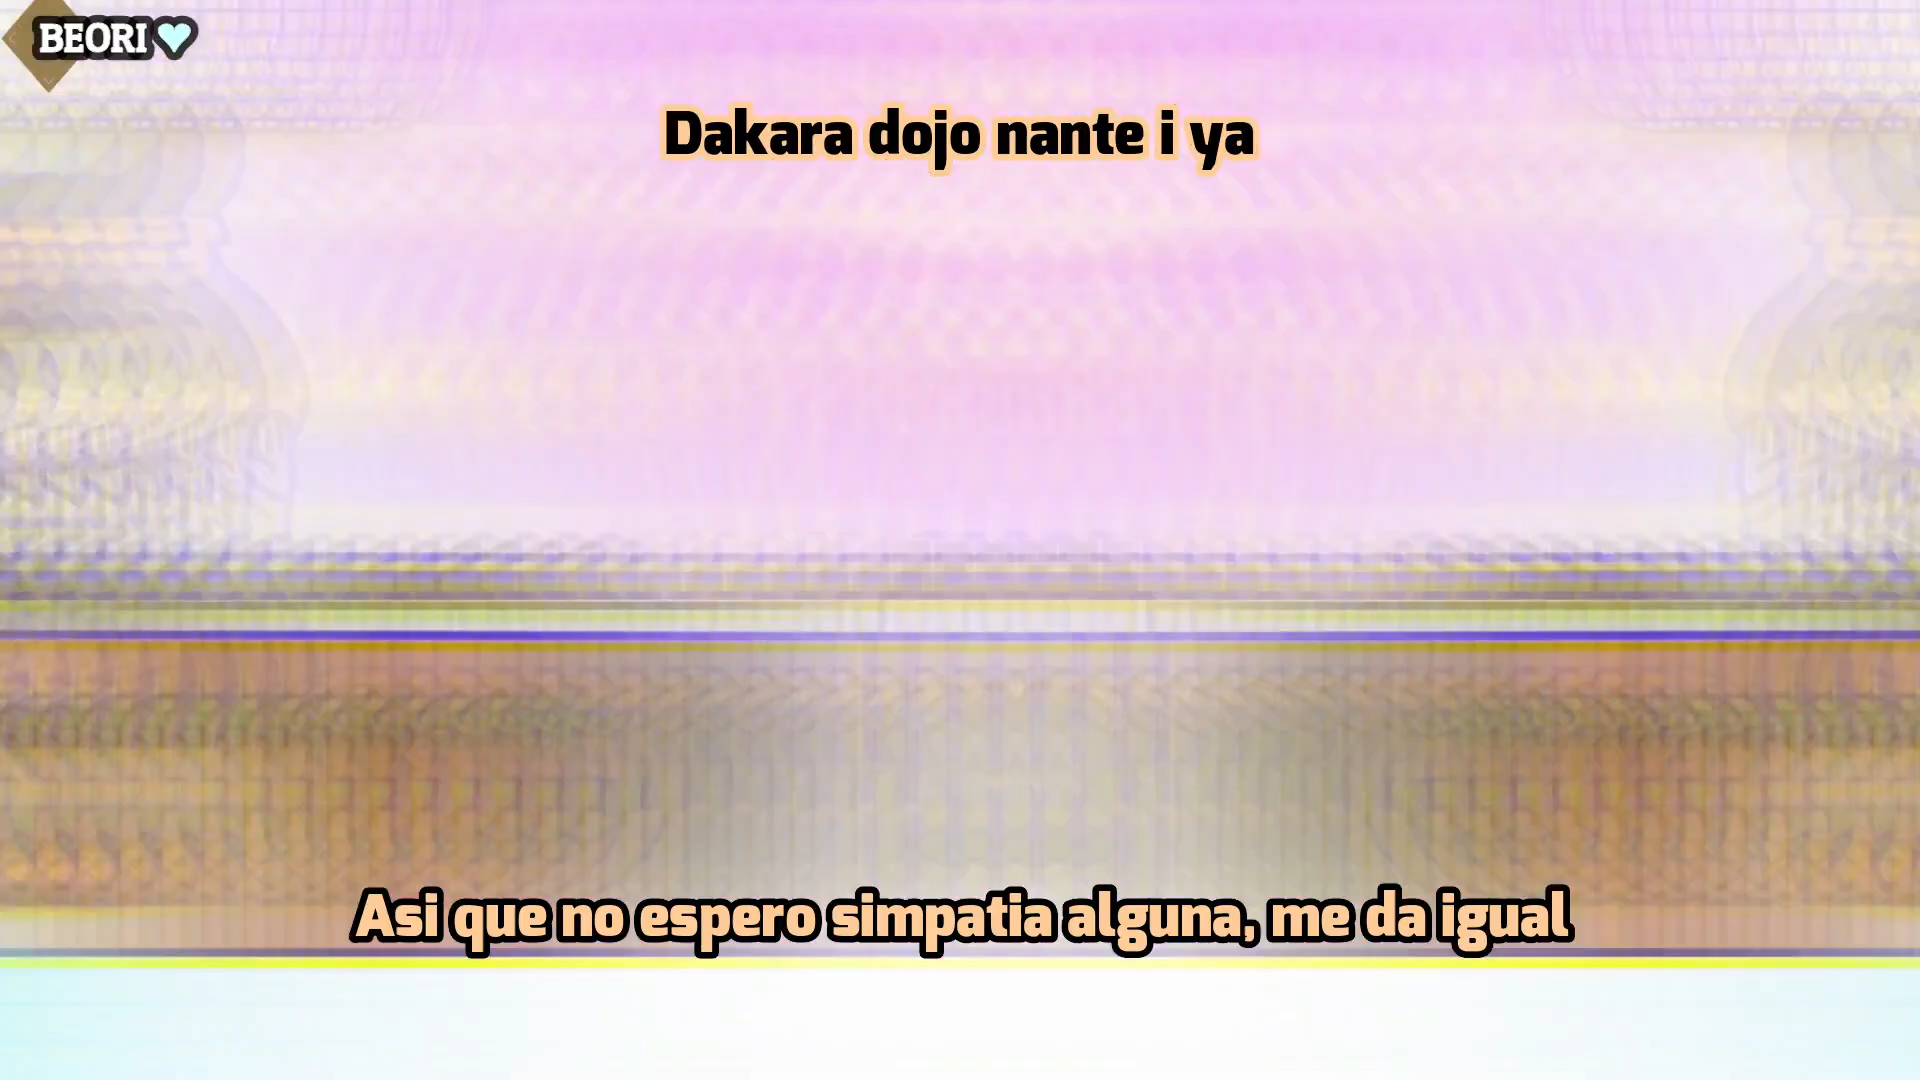 BEORI
Dakara dojo nante i ya
Asi que no espero simpatia alguna, me da igual